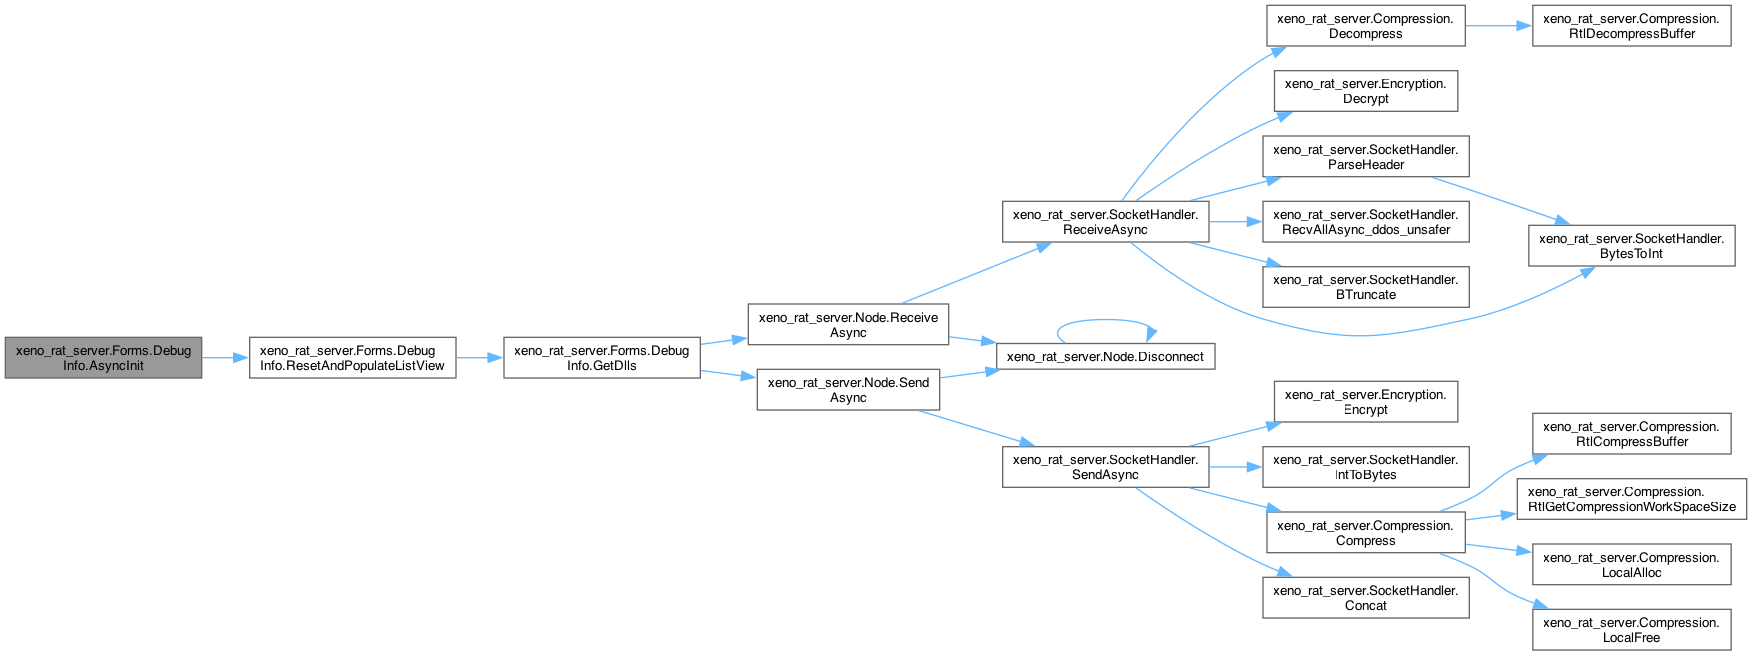 xeno_rat_server.Forms.Debug
Info.AsyncInit
xeno_rat_server.Forms.Debug
Info.ResetAndPopulateListView
xeno_rat_server.Forms.Debug
Info.GetDlls
xeno_rat_server.Node.Receive
Async
xeno_rat_server.Node.Send
Async
xeno_rat_server.SocketHandler.
ReceiveAsync
xeno_rat_server.Node.Disconnect
xeno_rat_server.SocketHandler.
SendAsync
xeno_rat_server.Compression.
Decompress
xeno_rat_server.Encryption.
Decrypt
xeno_rat_server.SocketHandler.
ParseHeader
xeno_rat_server.SocketHandler.
RecvAllAsync_ddos_unsafer
xeno_rat_server.SocketHandler.
BTruncate
xeno_rat_server.Encryption.
Encrypt
xeno_rat_server.SocketHandler.
IntToBytes
xeno_rat_server.Compression.
Compress
xeno_rat_server.SocketHandler.
Concat
xeno_rat_server.Compression.
RtlDecompressBuffer
xeno_rat_server.SocketHandler.
BytesToInt
xeno_rat_server.Compression.
RtlCompressBuffer
xeno_rat_server.Compression.
RtlGetCompressionWorkSpaceSize
xeno_rat_server.Compression.
LocalAlloc
xeno_rat_server.Compression.
LocalFree